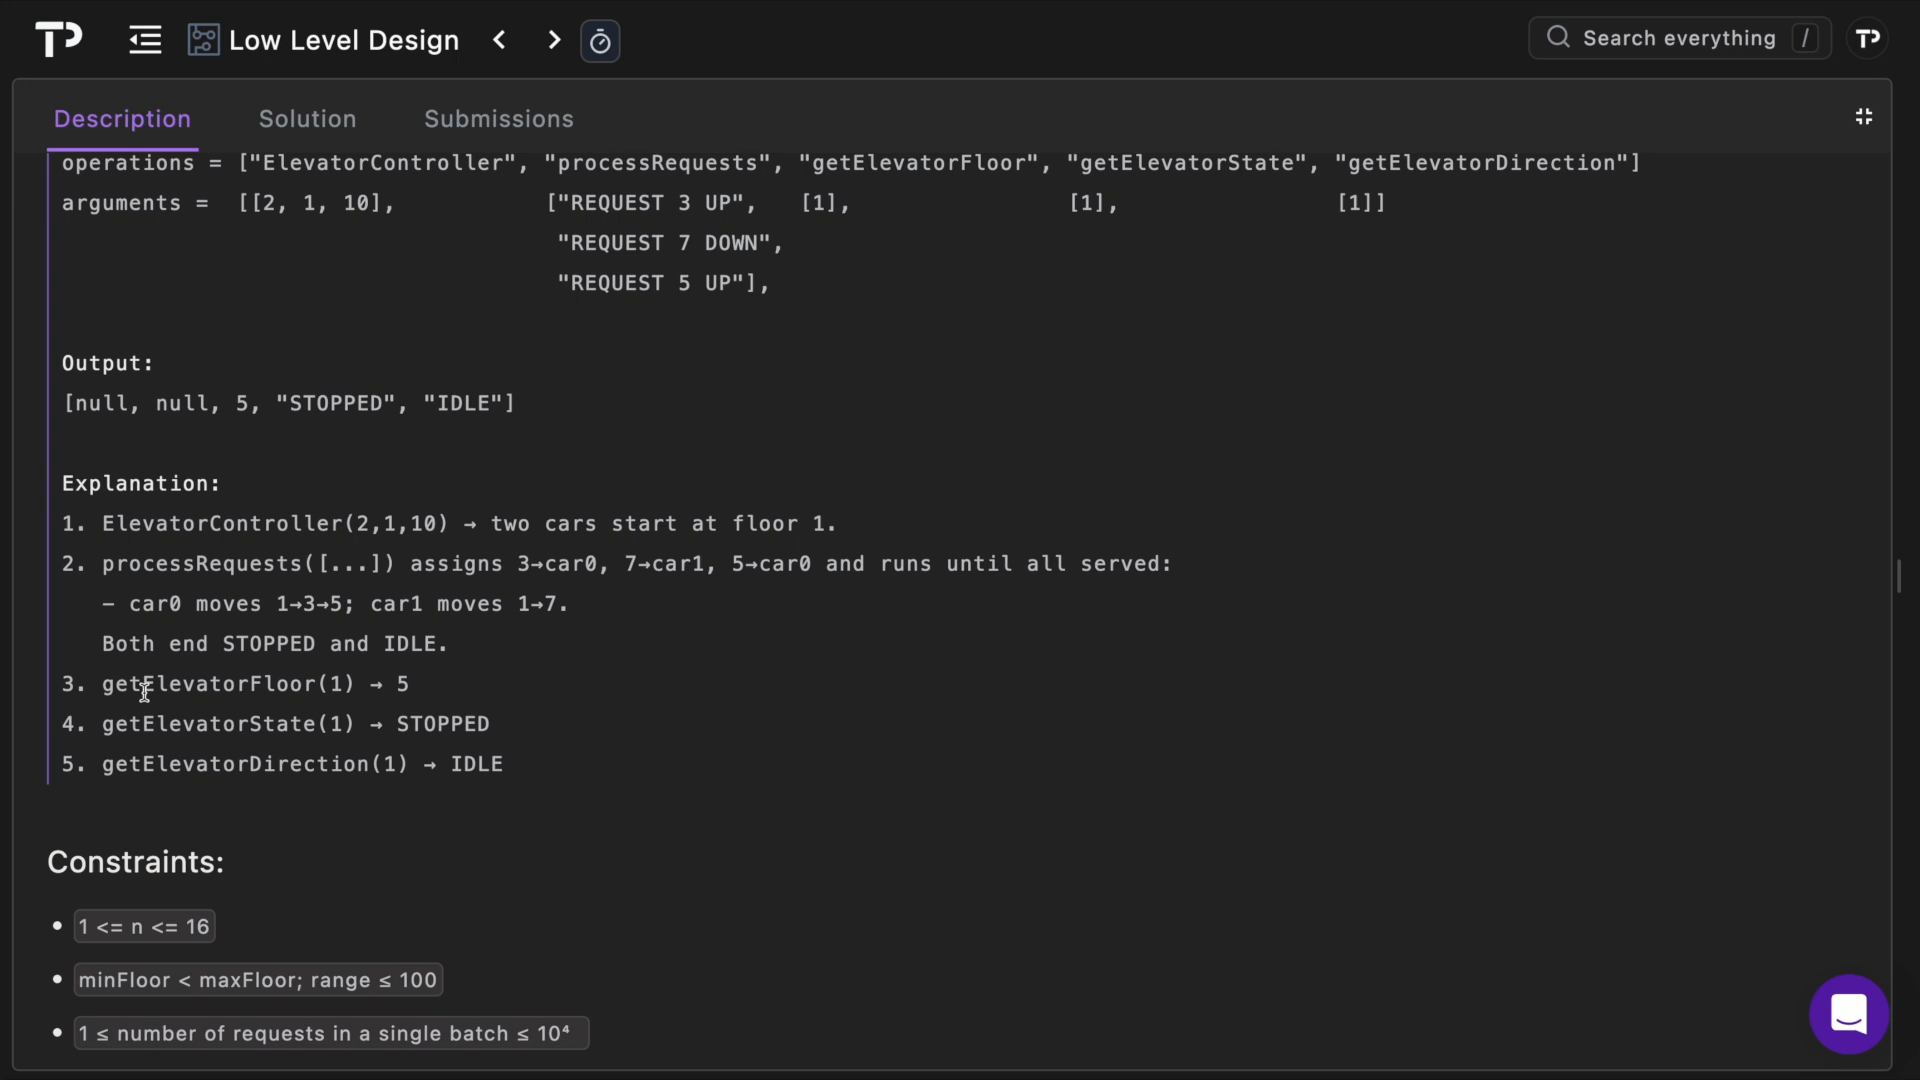 TP Low Level Design Search everything / TP
Description Solution Submissions
operations = ["ElevatorController", "processRequests", "getElevatorFloor", "getElevatorState", "getElevatorDirection"]
arguments = [[2, 1, 10], ["REQUEST 3 UP", [1], [1], [1]]
"REQUEST 7 DOWN",
"REQUEST 5 UP"],
Output:
[null, null, 5, "STOPPED", "IDLE"]
Explanation:
1. ElevatorController(2,1,10) → two cars start at floor 1.
2. processRequests([...]) assigns 3→car0, 7→car1, 5→car0 and runs until all served:
– car0 moves 1→3→5; car1 moves 1→7.
Both end STOPPED and IDLE.
3. getElevatorFloor(1) → 5
4. getElevatorState(1) → STOPPED
5. getElevatorDirection(1) → IDLE
Constraints:
• 1 <= n <= 16
• minFloor < maxFloor; range ≤ 100
• 1 ≤ number of requests in a single batch ≤ 10⁴